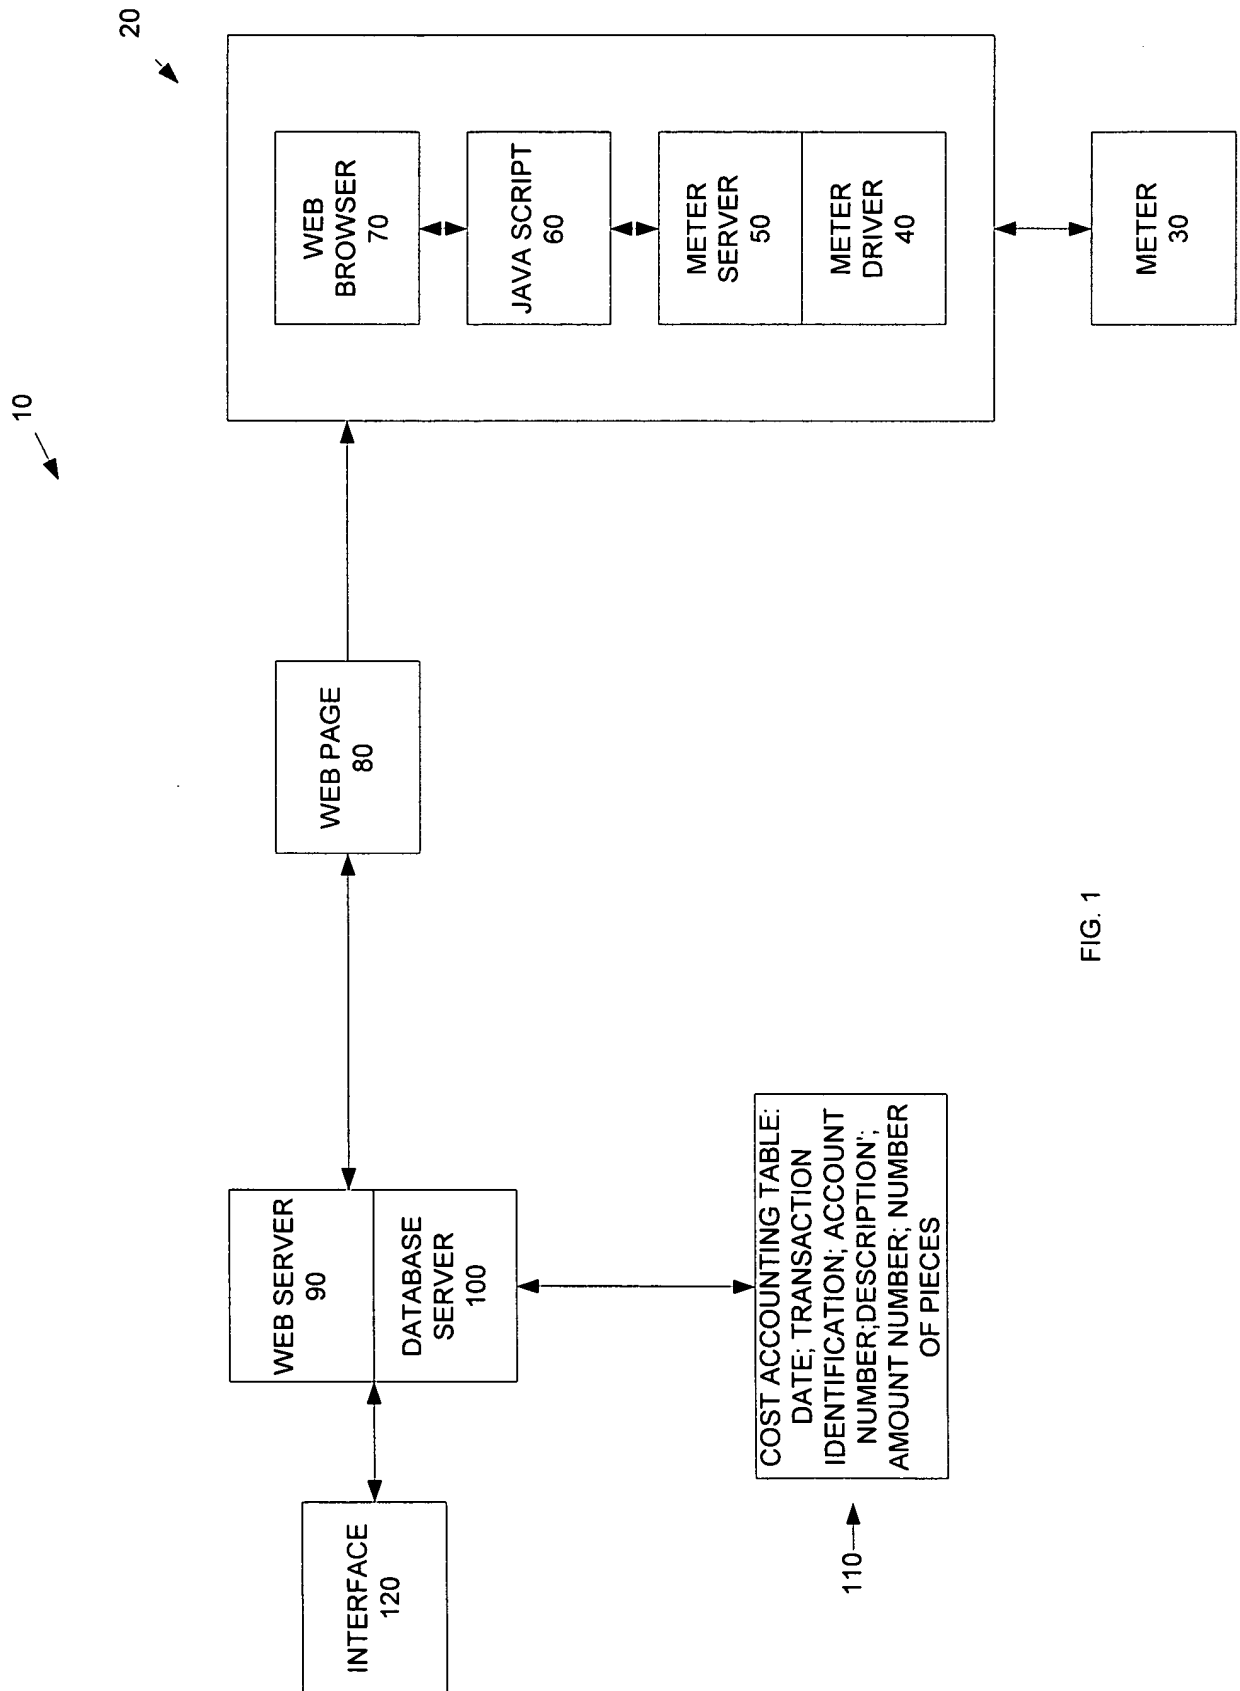 10
20
WEB
BROWSER
70
JAVA SCRIPT
60
METER
SERVER
50
METER
DRIVER
40
METER
30
WEB PAGE
80
WEB SERVER
90
DATABASE
SERVER
100
COST ACCOUNTING TABLE:
DATE; TRANSACTION
IDENTIFICATION; ACCOUNT
NUMBER;DESCRIPTION';
AMOUNT NUMBER; NUMBER
OF PIECES
110
INTERFACE
120
FIG. 1